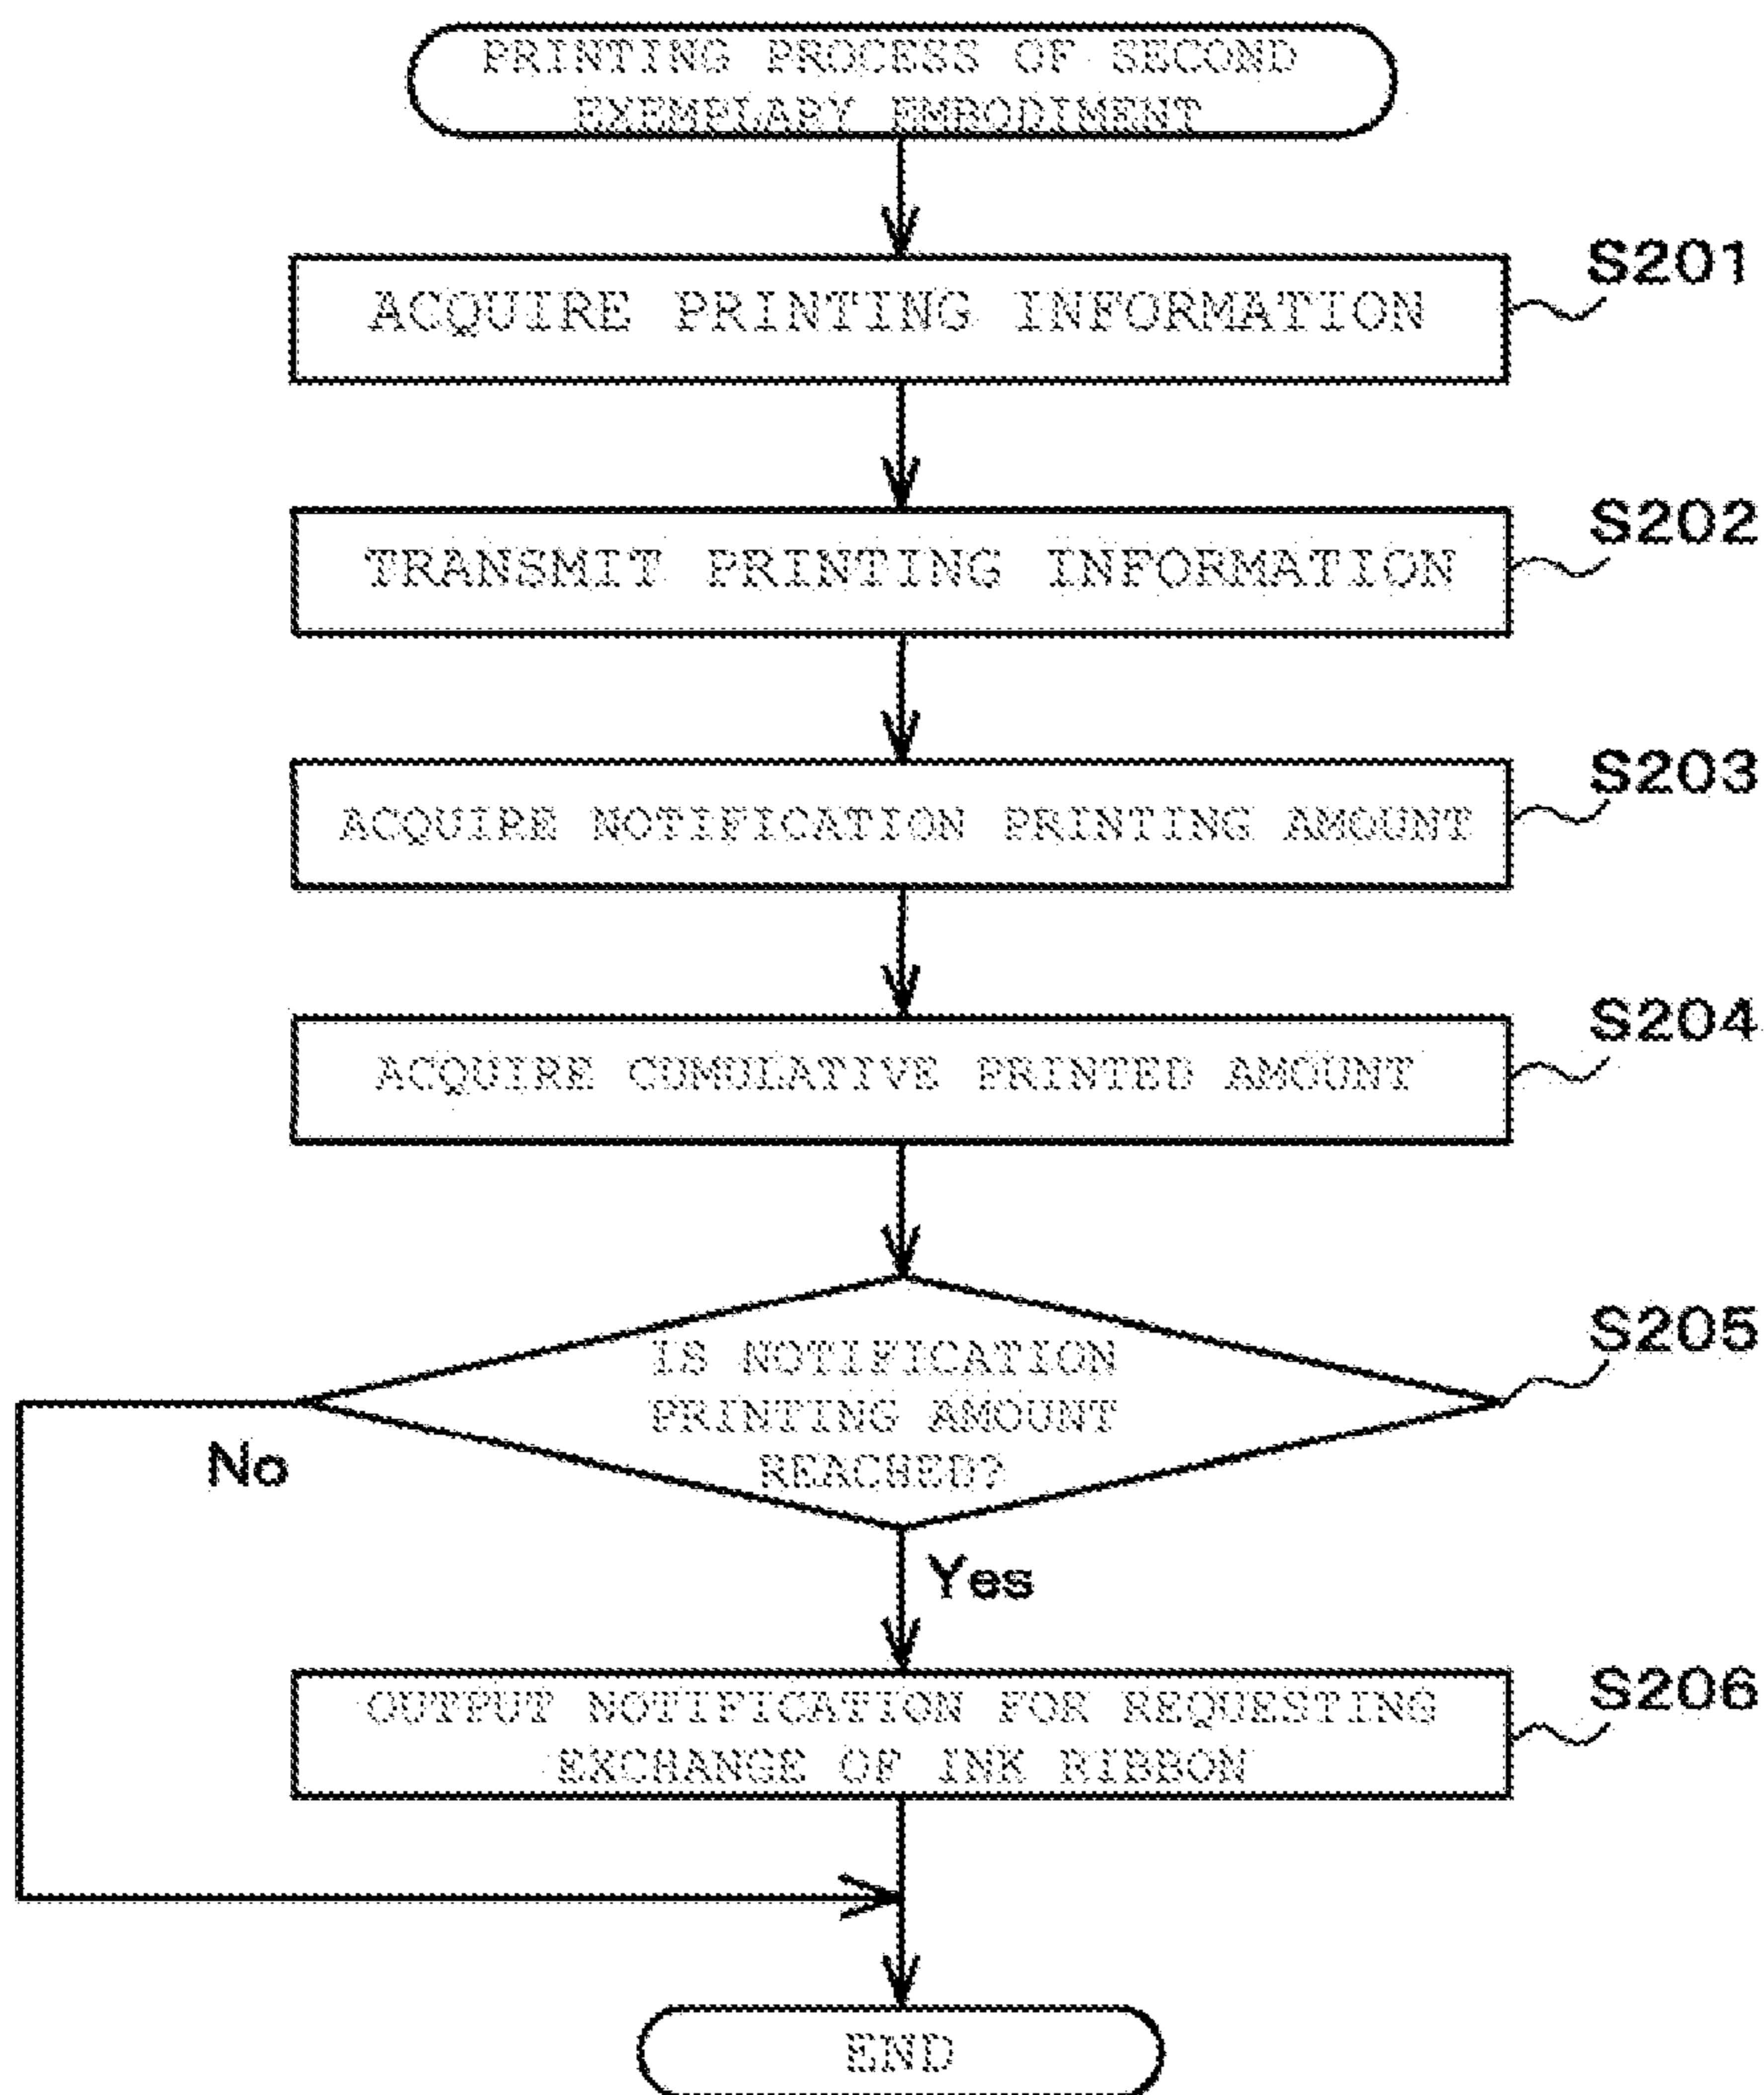 PRINTING PROCESS OF SECOND
EXEMPLARY EMBODIMENT
S201
ACQUIRE PRINTING INFORMATION
S202
TRANSMIT PRINTING INFORMATION
S203
ACQUIRE NOTIFICATION PRINTING AMOUNT
S204
ACQUIRE CUMULATIVE PRINTED AMOUNT
S205
IS NOTIFICATION
PRINTING AMOUNT
REACHED?
No
Yes
S206
OUTPUT NOTIFICATION FOR REQUESTING
EXCHANGE OF INK RIBBON
END